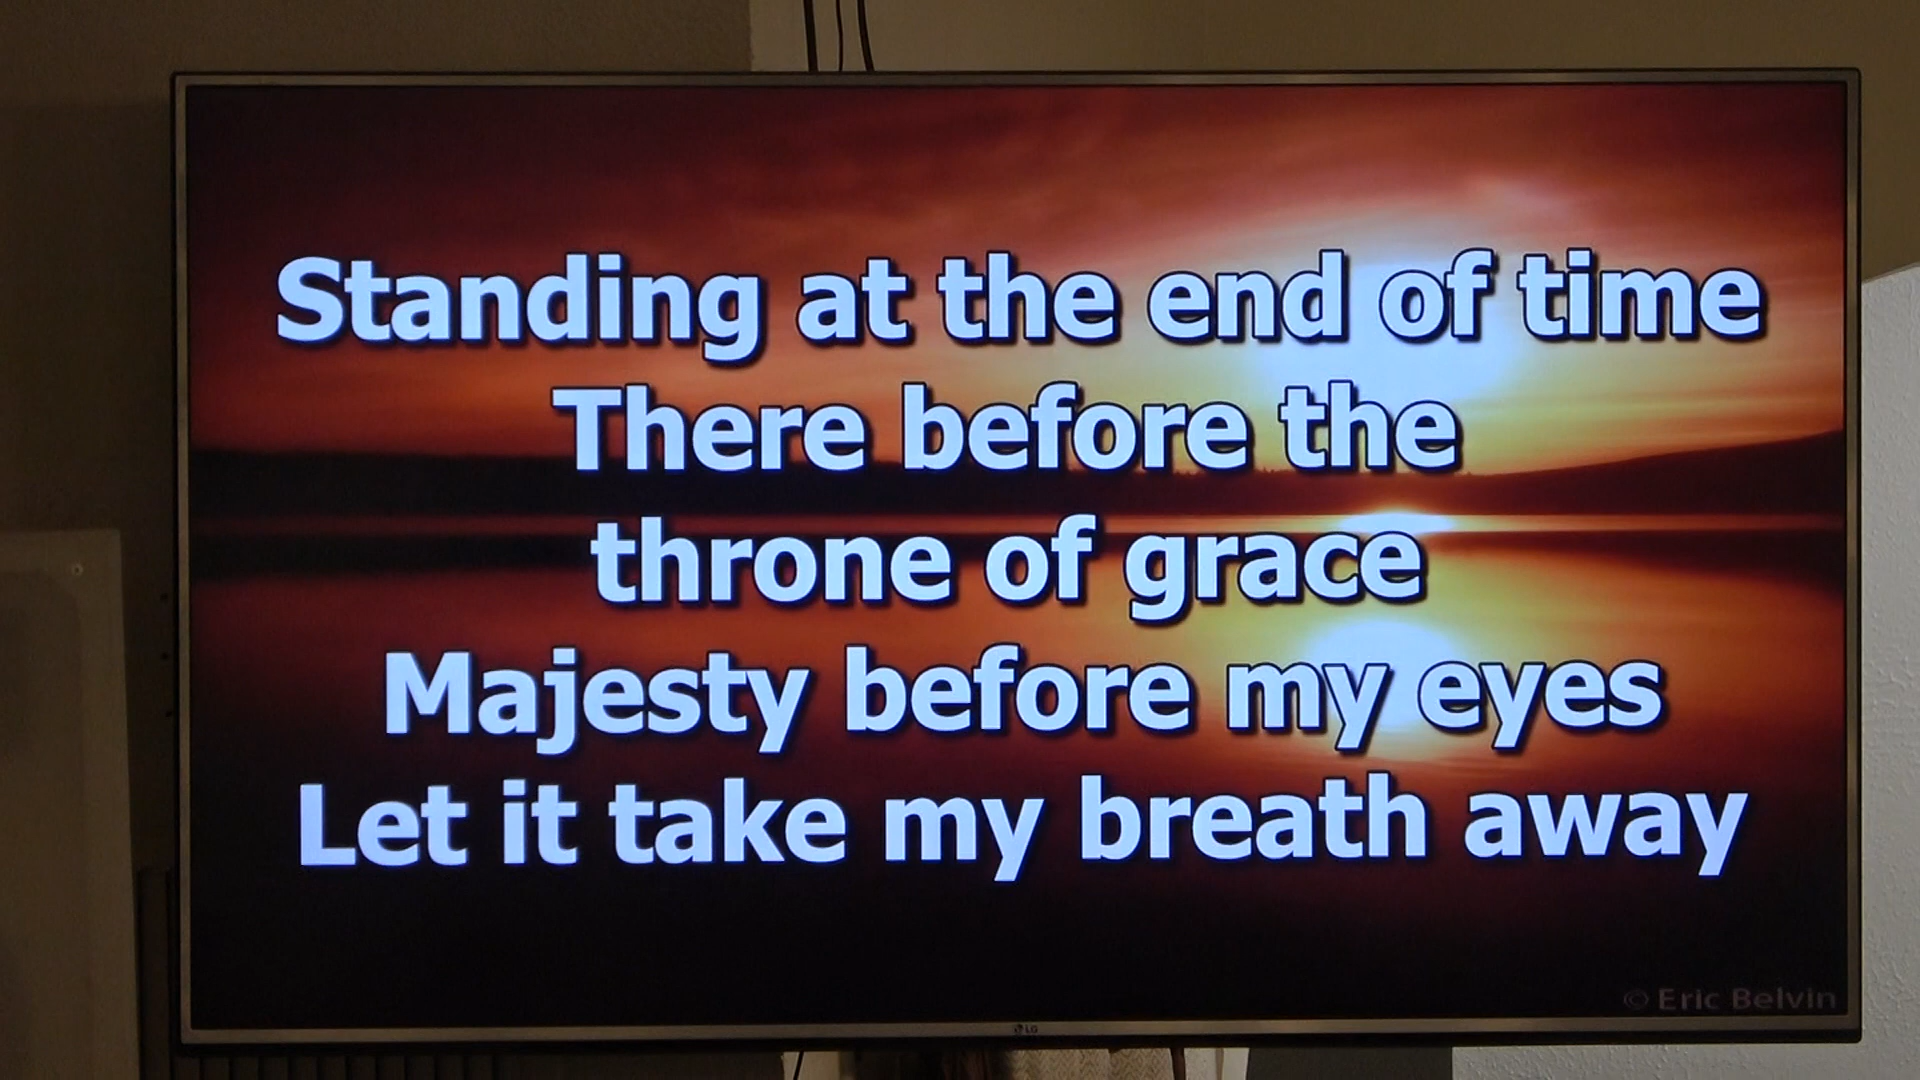 Standing at the end of time
There before the
throne of grace
Majesty before my eyes
Let it take my breath away
© Eric Belvin
LG